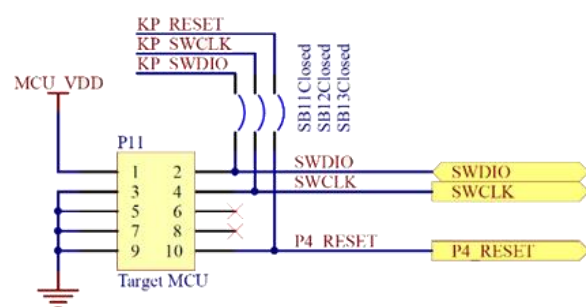 KP_RESET
KP_SWCLK
KP_SWDIO
MCU_VDD
SB11Closed
SB12Closed
SB13Closed
P11
1 2
3 4
5 6
7 8
9 10
Target MCU
SWDIO
SWCLK
P4_RESET
SWDIO
SWCLK
P4_RESET